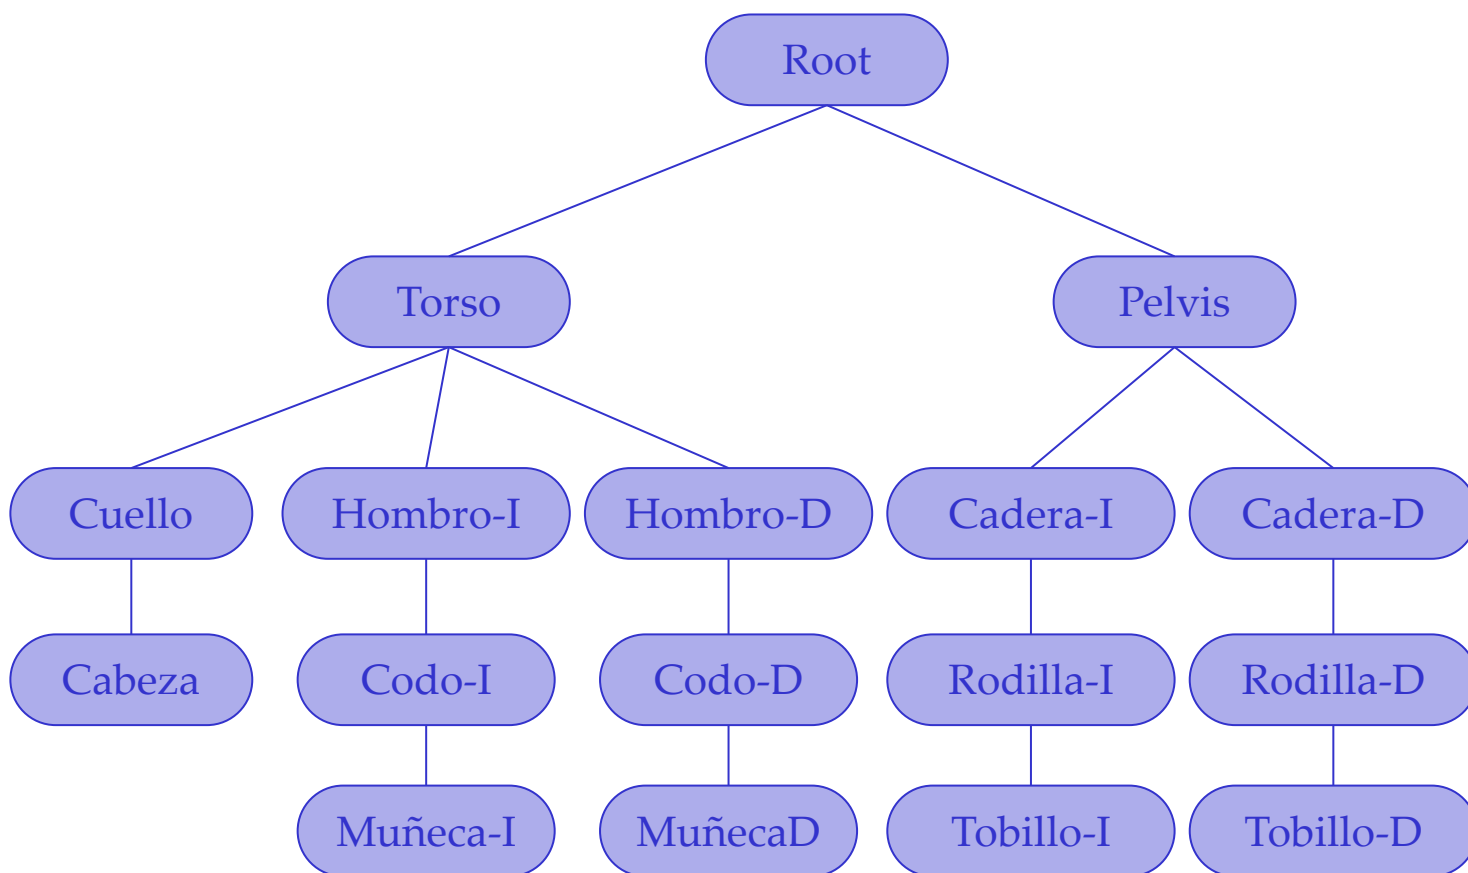 Root
Torso
Pelvis
Cuello
Hombro-I
Hombro-D
Cadera-I
Cadera-D
Cabeza
Codo-I
Codo-D
Rodilla-I
Rodilla-D
Muñeca-I
MuñecaD
Tobillo-I
Tobillo-D